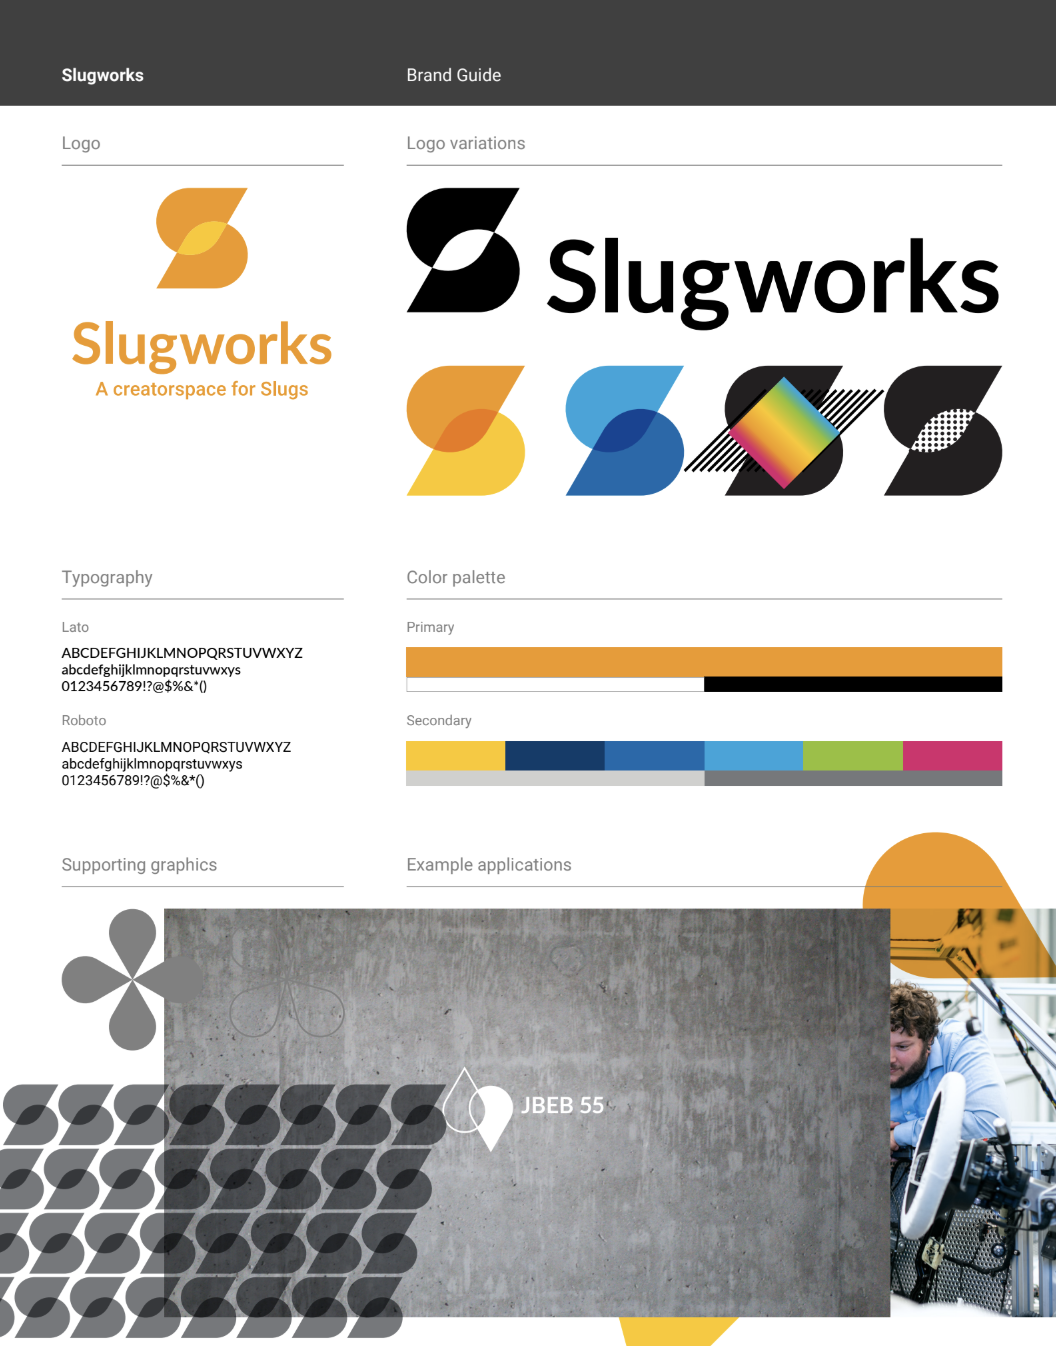 Slugworks
Brand Guide
Logo
Logo variations
Slugworks
A creatorspace for Slugs
Slugworks
Typography
Color palette
Lato
ABCDEFGHIJKLMNOPQRSTUVWXYZ
abcdefghijklmnopqrstuvwxys
0123456789!?@$%&*()
Roboto
ABCDEFGHIJKLMNOPQRSTUVWXYZ
abcdefghijklmnopqrstuvwxys
0123456789!?@$%&*()
Primary
Secondary
Supporting graphics
Example applications
JBEB 55